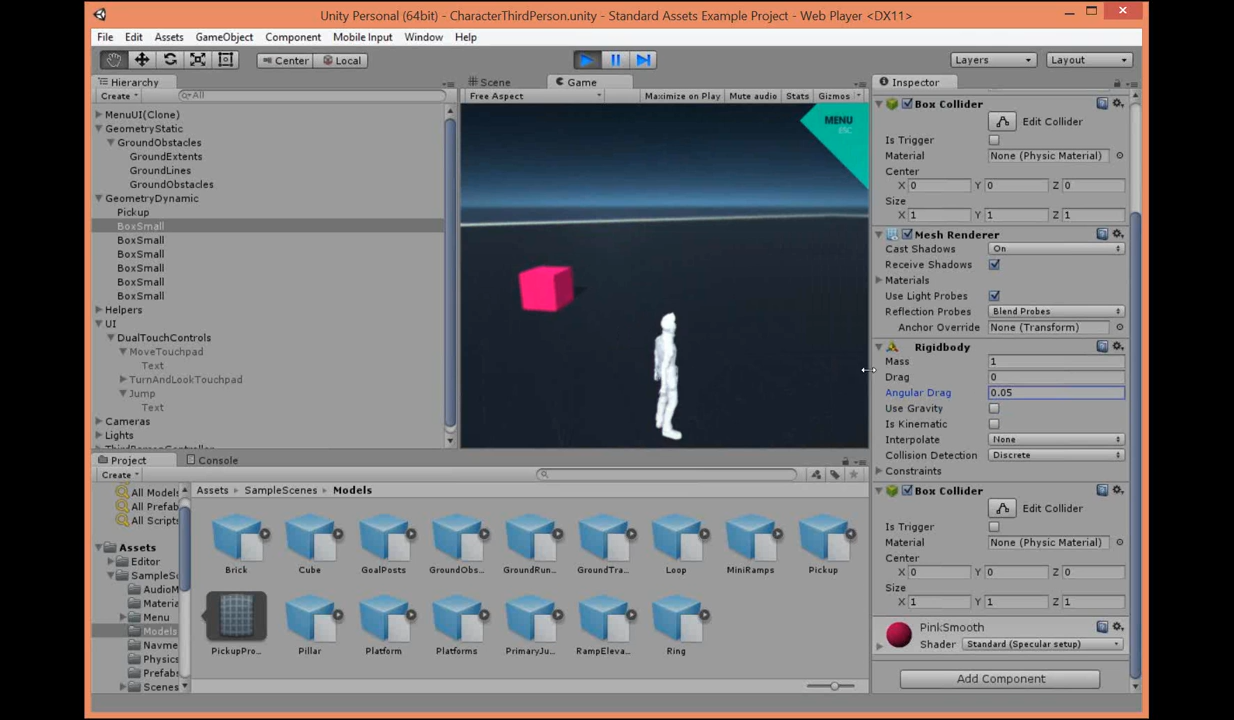 Unity Personal (64bit) - CharacterThirdPerson.unity - Standard Assets Example Project - Web Player <DX11>
File Edit Assets GameObject Component Mobile Input Window Help
Center Local Layers Layout
Hierarchy
Create All
MenuUI(Clone)
GeometryStatic
GroundObstacles
GroundExtents
GroundLines
GroundObstacles
GeometryDynamic
Pickup
BoxSmall
BoxSmall
BoxSmall
BoxSmall
BoxSmall
BoxSmall
Helpers
UI
DualTouchControls
MoveTouchpad
Text
TurnAndLookTouchpad
Jump
Text
Cameras
Lights
Scene Game
Free Aspect Maximize on Play Mute audio Stats Gizmos
MENU
ESC
Inspector
Box Collider
Edit Collider
Is Trigger
Material None (Physic Material)
Center
X 0 Y 0 Z 0
Size
X 1 Y 1 Z 1
Mesh Renderer
Cast Shadows On
Receive Shadows
Materials
Use Light Probes
Reflection Probes Blend Probes
Anchor Override None (Transform)
Rigidbody
Mass 1
Drag 0
Angular Drag 0.05
Use Gravity
Is Kinematic
Interpolate None
Collision Detection Discrete
Constraints
Box Collider
Edit Collider
Is Trigger
Material None (Physic Material)
Center
X 0 Y 0 Z 0
Size
X 1 Y 1 Z 1
PinkSmooth
Shader Standard (Specular setup)
Add Component
Project Console
Create
All Models
All Prefab
All Scripts
Assets
Editor
SampleSc
AudioM
Materia
Menu
Models
Navme
Physics
Prefabs
Scenes
Assets SampleScenes Models
Brick Cube GoalPosts GroundObs... GroundRun... GroundTra... Loop MiniRamps Pickup
PickupPro... Pillar Platform Platforms PrimaryJu... RampEleva... Ring